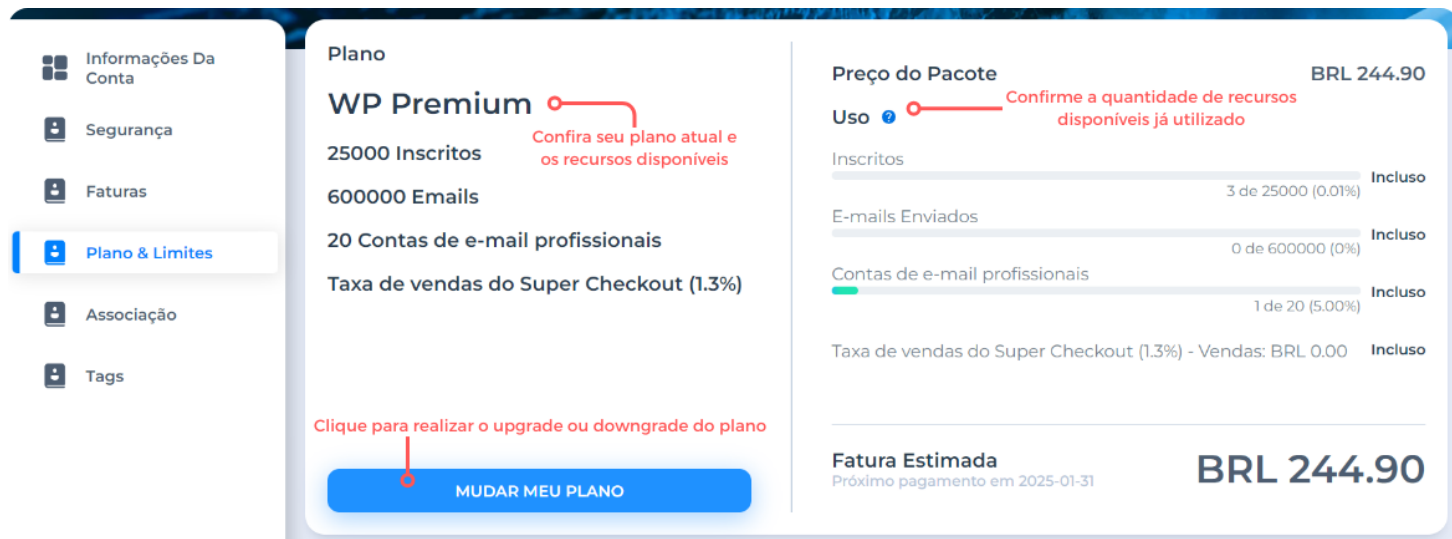 Informações Da
Conta
Segurança
Faturas
Plano & Limites
Associação
Tags
Plano
WP Premium
Confira seu plano atual e
os recursos disponíveis
25000 Inscritos
600000 Emails
20 Contas de e-mail profissionais
Taxa de vendas do Super Checkout (1.3%)
Clique para realizar o upgrade ou downgrade do plano
MUDAR MEU PLANO
Preço do Pacote BRL 244.90
Uso ?
Confirme a quantidade de recursos
disponíveis já utilizado
Inscritos
Incluso
3 de 25000 (0.01%)
E-mails Enviados
Incluso
0 de 600000 (0%)
Contas de e-mail profissionais
Incluso
1 de 20 (5.00%)
Taxa de vendas do Super Checkout (1.3%) - Vendas: BRL 0.00 Incluso
Fatura Estimada
Próximo pagamento em 2025-01-31
BRL 244.90